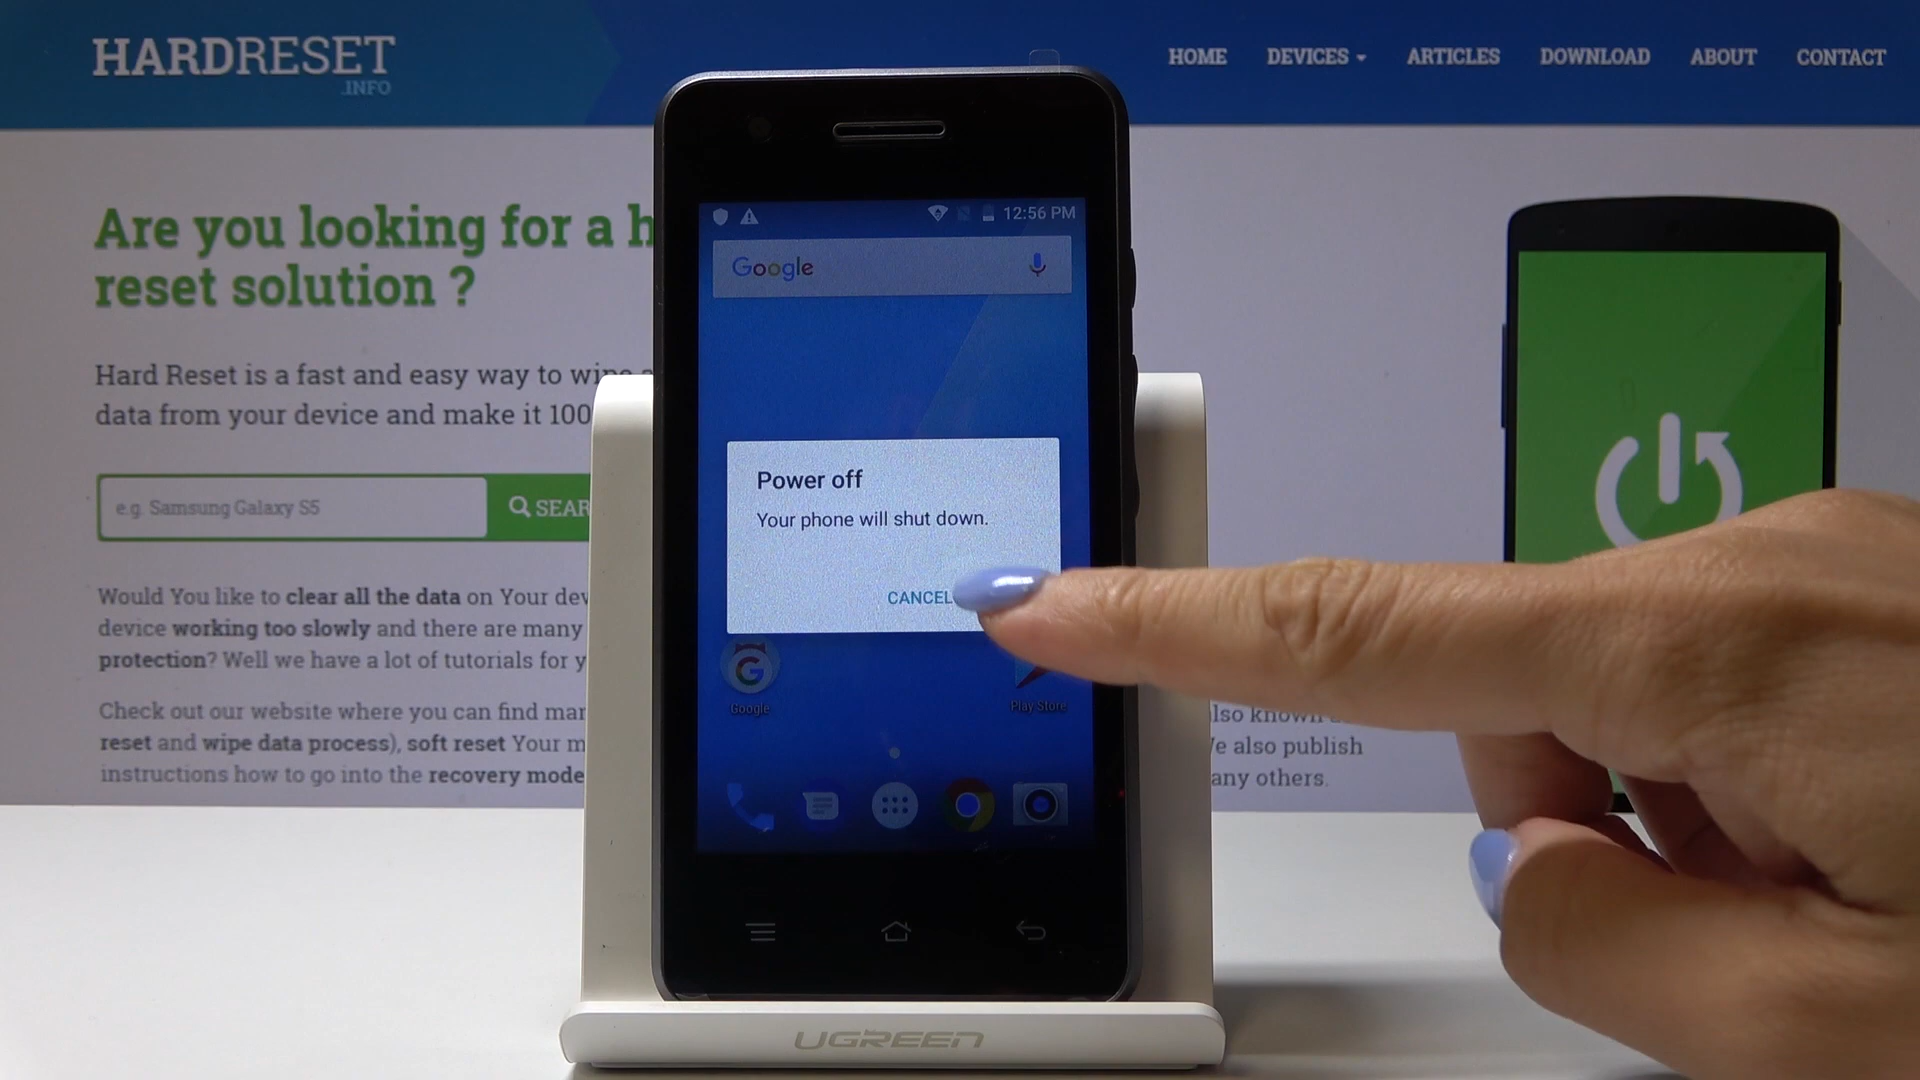 HARDRESET
.INFO
HOME
DEVICES
ARTICLES
DOWNLOAD
ABOUT
CONTACT
Are you looking for a h
reset solution ?
Hard Reset is a fast and easy way to wipe a
data from your device and make it 100
e.g. Samsung Galaxy S5
SEAR
Would You like to clear all the data on Your dev
device working too slowly and there are many
protection? Well we have a lot of tutorials for y
Check out our website where you can find mar
reset and wipe data process), soft reset Your m
instructions how to go into the recovery mode
12:56 PM
Google
Power off
Your phone will shut down.
CANCEL
Google
Play Store
lso known
e also publish
any others.
UGREEN